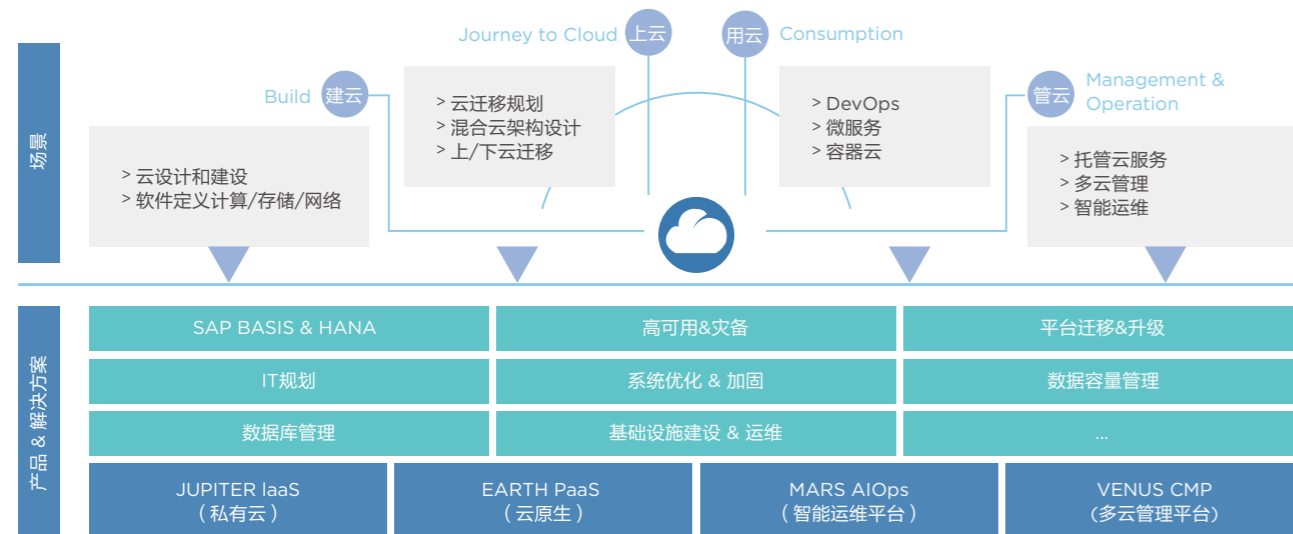 场景
Build
建云
> 云设计和建设
> 软件定义计算/存储/网络
Journey to Cloud
上云
> 云迁移规划
> 混合云架构设计
> 上/下云迁移
用云
Consumption
> DevOps
> 微服务
> 容器云
管云
Management &
Operation
> 托管云服务
> 多云管理
> 智能运维
产品 & 解决方案
SAP BASIS & HANA
高可用&灾备
平台迁移&升级
IT规划
系统优化 & 加固
数据容量管理
数据库管理
基础设施建设 & 运维
...
JUPITER IaaS
（私有云）
EARTH PaaS
（云原生）
MARS AIOps
（智能运维平台）
VENUS CMP
(多云管理平台)